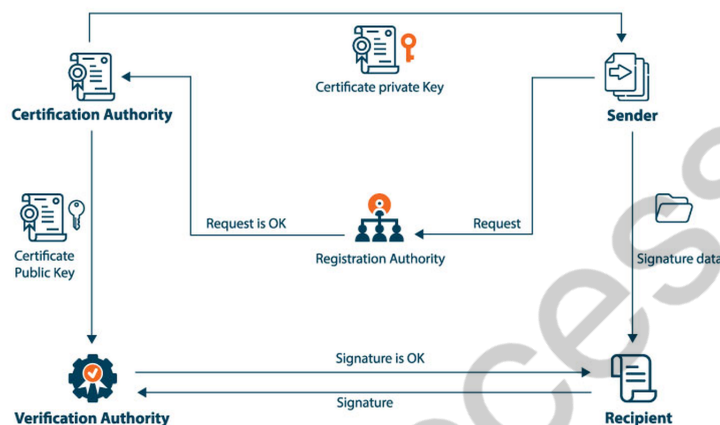 Certificate private Key
Certification Authority
Sender
Request is OK
Request
Certificate
Public Key
Registration Authority
Signature data
Signature is OK
Signature
Verification Authority
Recipient